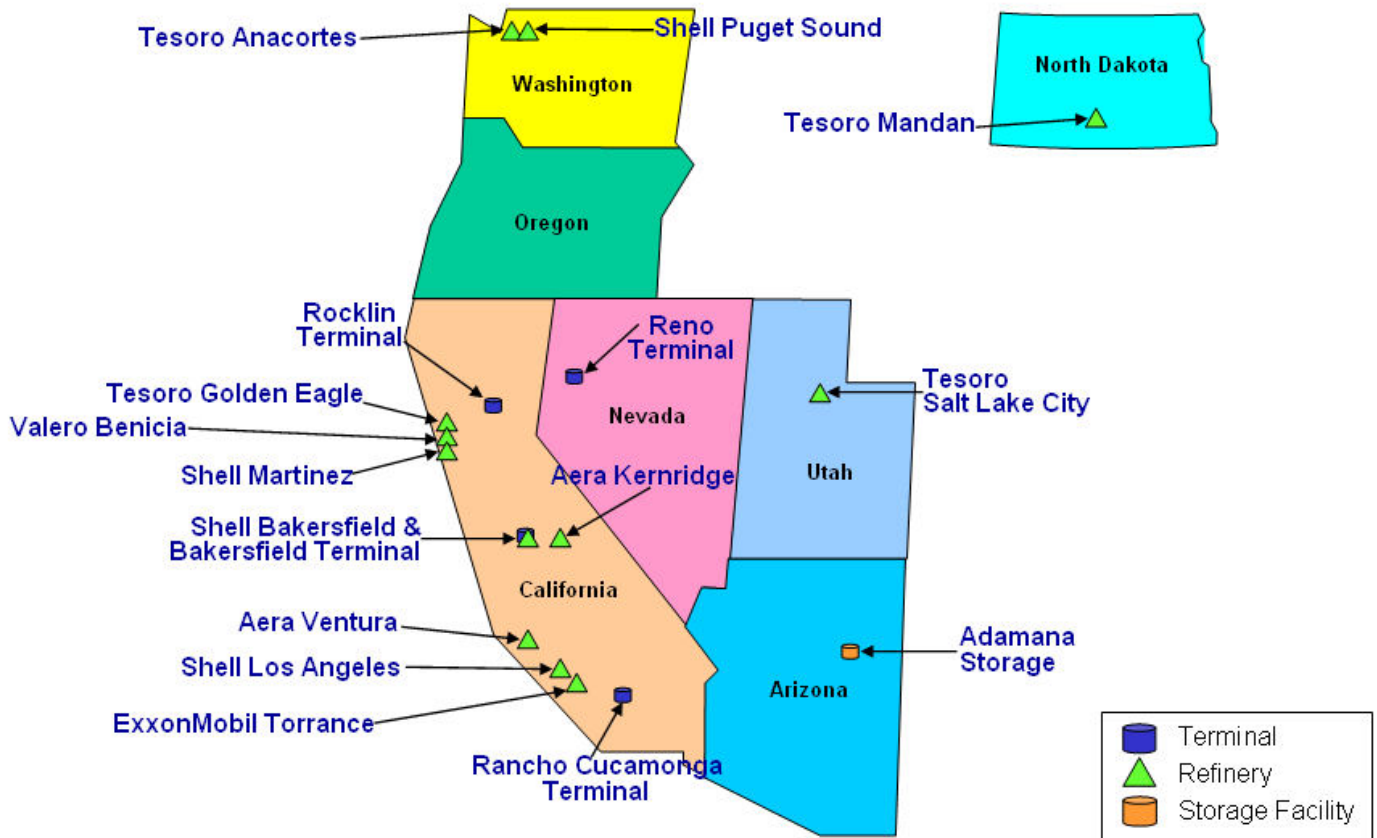 Tesoro Anacortes
Shell Puget Sound
Washington
North Dakota
Tesoro Mandan
Oregon
Rocklin
Terminal
Reno
Terminal
Tesoro Golden Eagle
Valero Benicia
Shell Martinez
Nevada
Tesoro
Salt Lake City
Utah
Aera Kernridge
Shell Bakersfield &
Bakersfield Terminal
California
Aera Ventura
Shell Los Angeles
ExxonMobil Torrance
Rancho Cucamonga
Terminal
Arizona
Adamana
Storage
Terminal
Refinery
Storage Facility